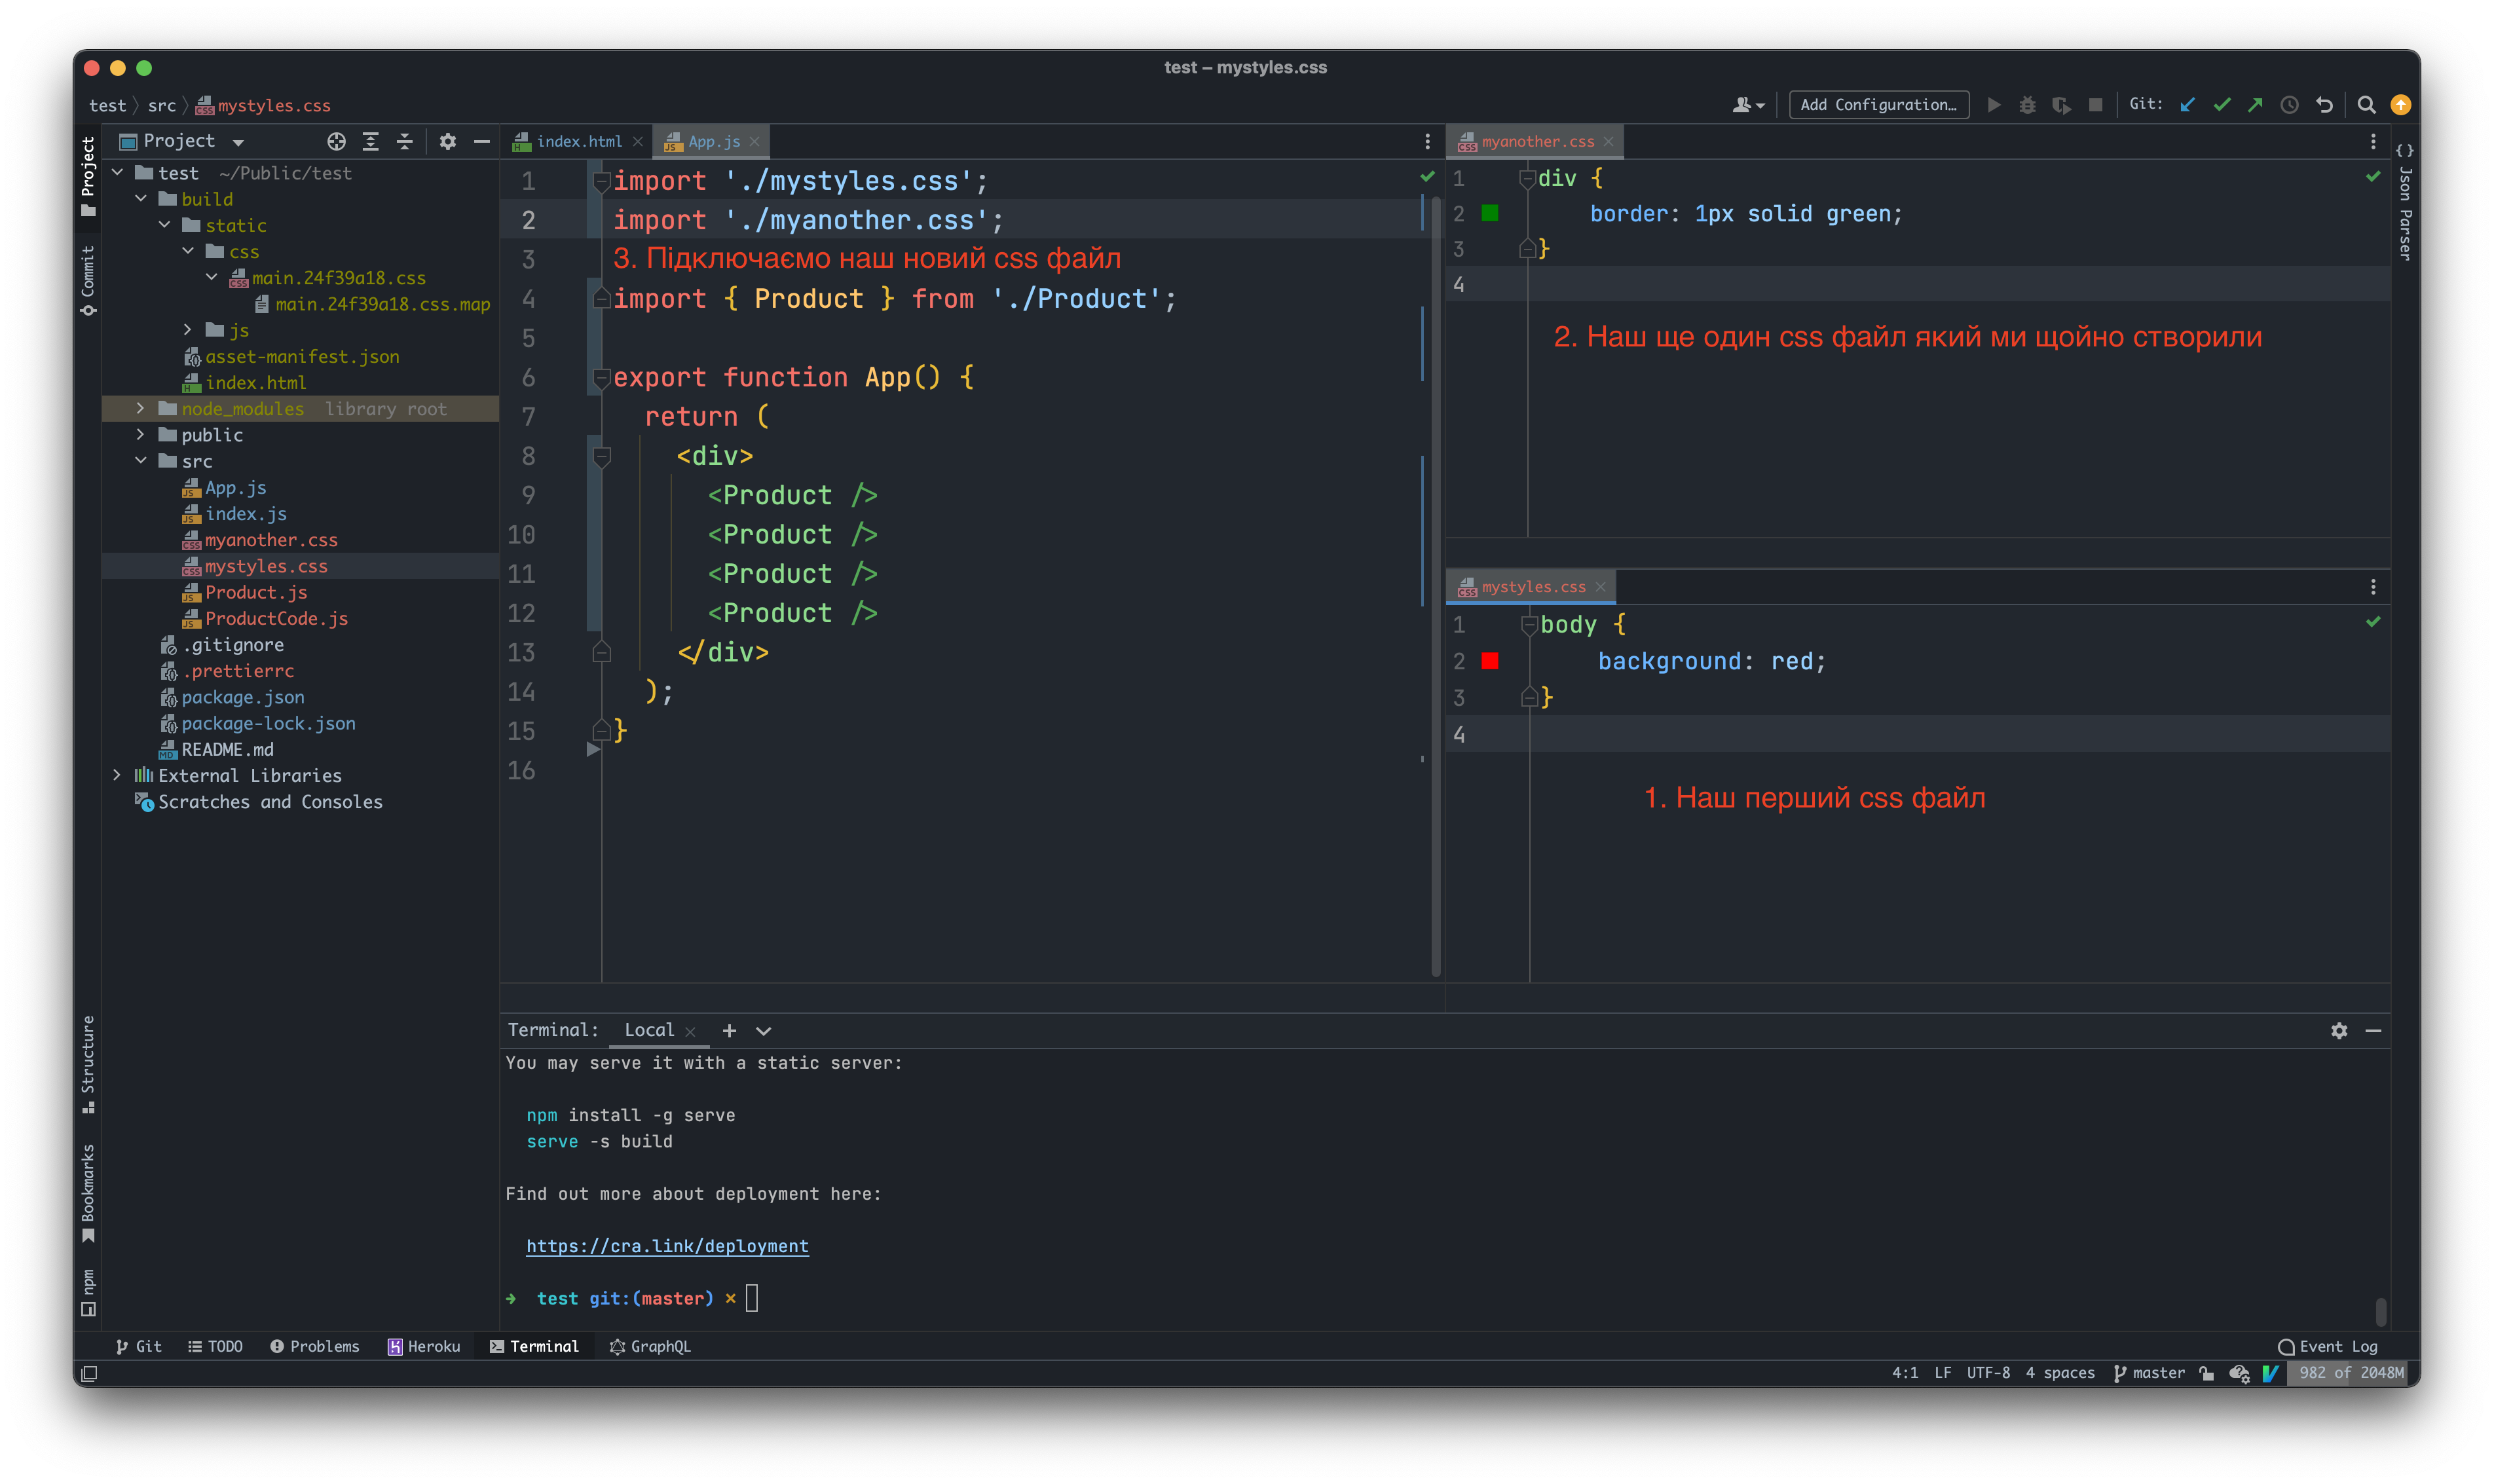 test – mystyles.css
test src mystyles.css
Add Configuration...
Git:
Project
Commit
Structure
Bookmarks
npm
Project
test ~/Public/test
build
static
css
main.24f39a18.css
main.24f39a18.css.map
js
asset-manifest.json
index.html
node_modules library root
public
src
App.js
index.js
myanother.css
mystyles.css
Product.js
ProductCode.js
.gitignore
.prettierrc
package.json
package-lock.json
README.md
External Libraries
Scratches and Consoles
index.html App.js
1 import './mystyles.css';
2 import './myanother.css';
3 3. Підключаємо наш новий css файл
4 import { Product } from './Product';
5
6 export function App() {
7 return (
8 <div>
9 <Product />
10 <Product />
11 <Product />
12 <Product />
13 </div>
14 );
15 }
16
myanother.css
1 div {
2 border: 1px solid green;
3 }
4
2. Наш ще один css файл який ми щойно створили
mystyles.css
1 body {
2 background: red;
3 }
4
1. Наш перший css файл
{} Json Parser
Terminal: Local
You may serve it with a static server:
npm install -g serve
serve -s build
Find out more about deployment here:
https://cra.link/deployment
→ test git:(master) ×
Git TODO Problems Heroku Terminal GraphQL Event Log
4:1 LF UTF-8 4 spaces master 982 of 2048M